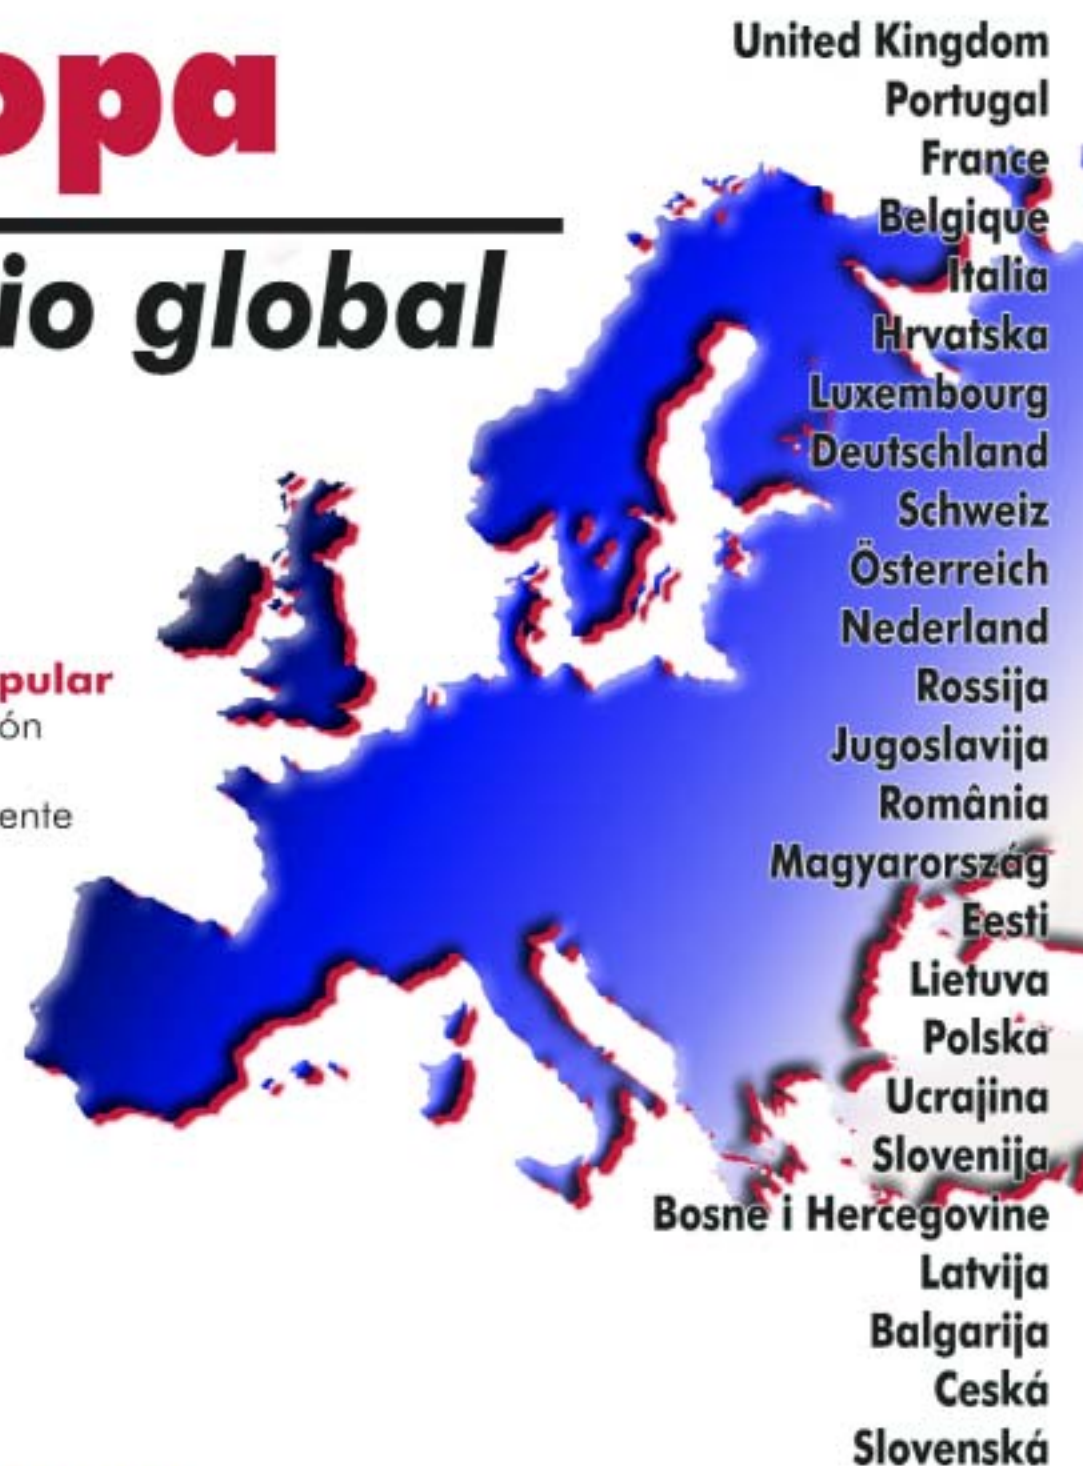 opa
io global
pular
ón
ente
United Kingdom
Portugal
France
Belgique
Italia
Hrvatska
Luxembourg
Deutschland
Schweiz
Österreich
Nederland
Rossija
Jugoslavija
România
Magyarország
Eesti
Lietuva
Polska
Ucrajina
Slovenija
Bosne i Hercegovine
Latvija
Balgarija
Ceská
Slovenská